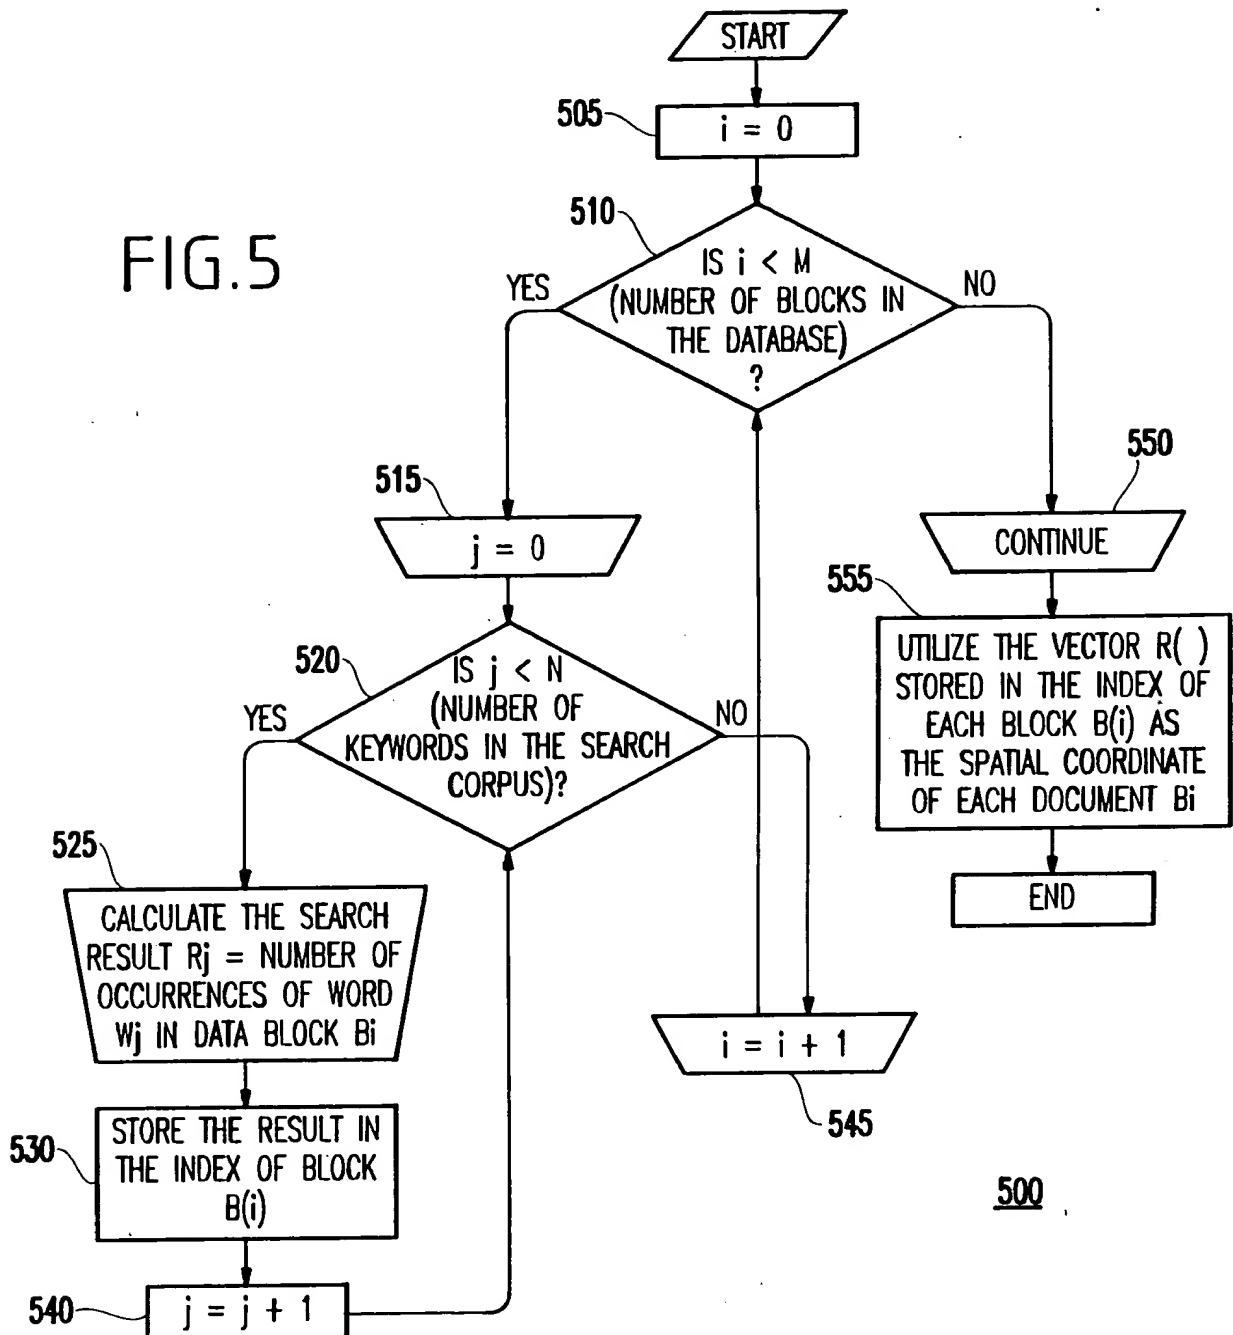 START
505
i = 0
510
FIG.5
IS i < M
(NUMBER OF BLOCKS IN
THE DATABASE)
?
YES
NO
515
j = 0
550
CONTINUE
520
IS j < N
(NUMBER OF
KEYWORDS IN THE SEARCH
CORPUS)?
YES
NO
555
UTILIZE THE VECTOR R( )
STORED IN THE INDEX OF
EACH BLOCK B(i) AS
THE SPATIAL COORDINATE
OF EACH DOCUMENT Bi
END
525
CALCULATE THE SEARCH
RESULT Rj = NUMBER OF
OCCURRENCES OF WORD
Wj IN DATA BLOCK Bi
i = i + 1
545
530
STORE THE RESULT IN
THE INDEX OF BLOCK
B(i)
500
540
j = j + 1